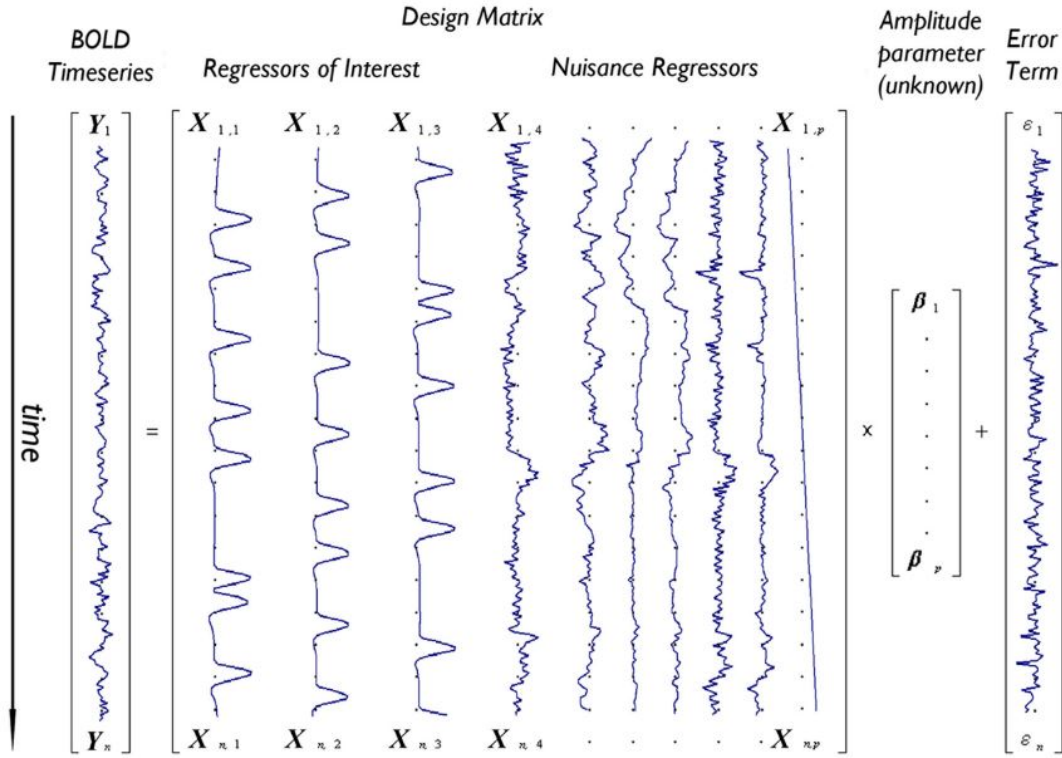 Design Matrix
BOLD Timeseries
Regressors of Interest
Nuisance Regressors
Amplitude parameter (unknown)
Error Term
Y₁ X₁,₁ X₁,₂ X₁,₃ X₁,₄ . . . . . X₁,ₚ ε₁
time
= x β₁ . . . . . . . βₚ +
Yₙ Xₙ,₁ Xₙ,₂ Xₙ,₃ Xₙ,₄ . . . . . Xₙ,ₚ εₙ